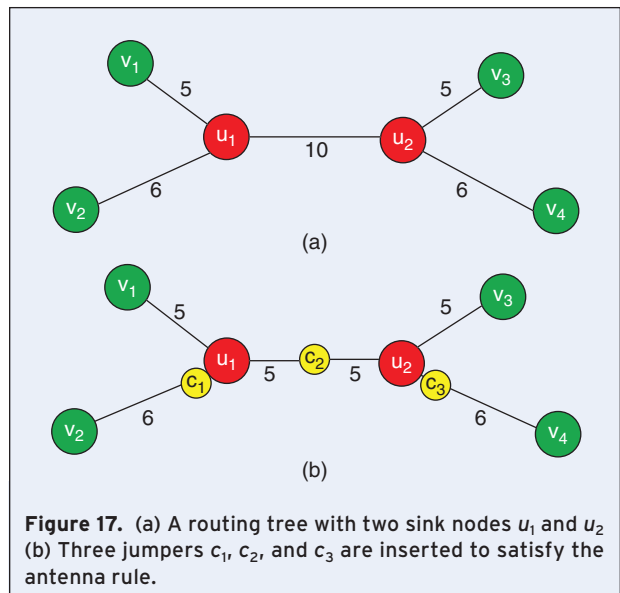 v1
v3
5
5
u1
u2
10
6
6
v2
v4
(a)
v1
v3
5
5
u1
c2
u2
5
5
c1
c3
6
6
v2
v4
(b)
Figure 17. (a) A routing tree with two sink nodes u1 and u2
(b) Three jumpers c1, c2, and c3 are inserted to satisfy the
antenna rule.